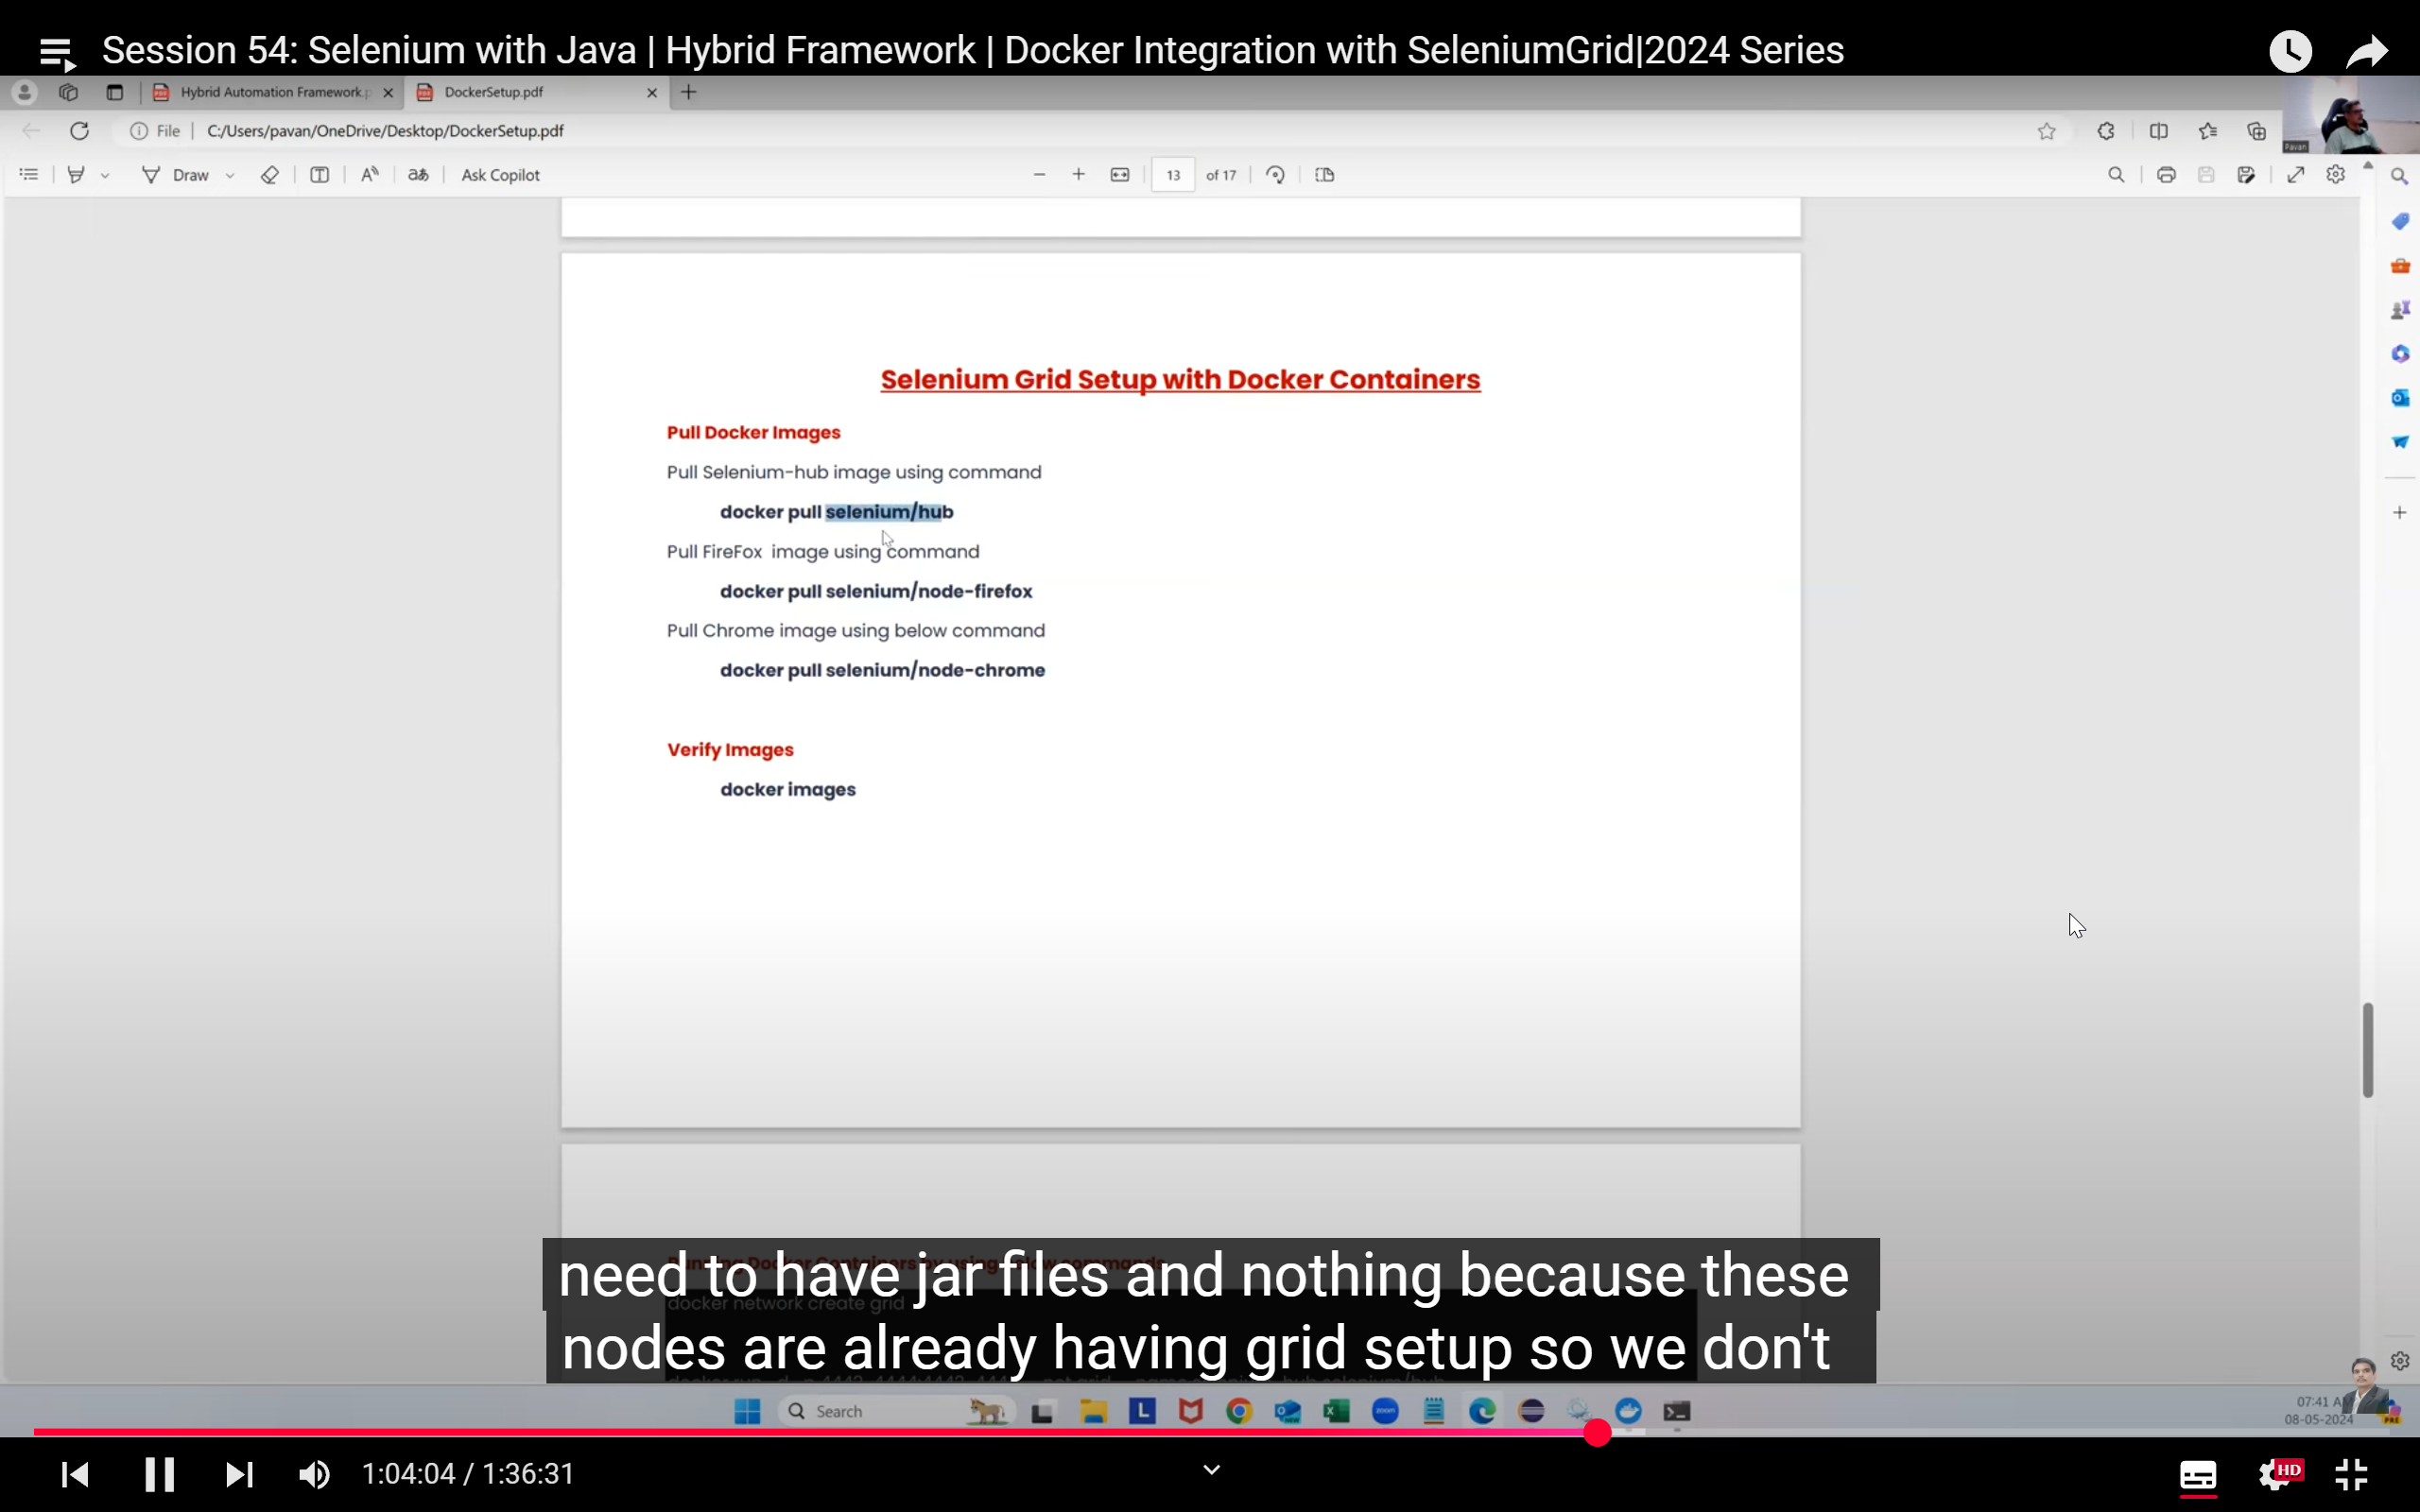 Session 54: Selenium with Java | Hybrid Framework | Docker Integration with SeleniumGrid|2024 Series
Hybrid Automation Framework.p
DockerSetup.pdf
File
C:/Users/pavan/OneDrive/Desktop/DockerSetup.pdf
Pavan
Draw
Ask Copilot
13 of 17
Selenium Grid Setup with Docker Containers
Pull Docker Images
Pull Selenium-hub image using command
docker pull selenium/hub
Pull FireFox image using command
docker pull selenium/node-firefox
Pull Chrome image using below command
docker pull selenium/node-chrome
Verify Images
docker images
need to have jar files and nothing because these
docker network create grid
nodes are already having grid setup so we don't
Search
07:41
08-05-2024
PRE
1:04:04 / 1:36:31
HD